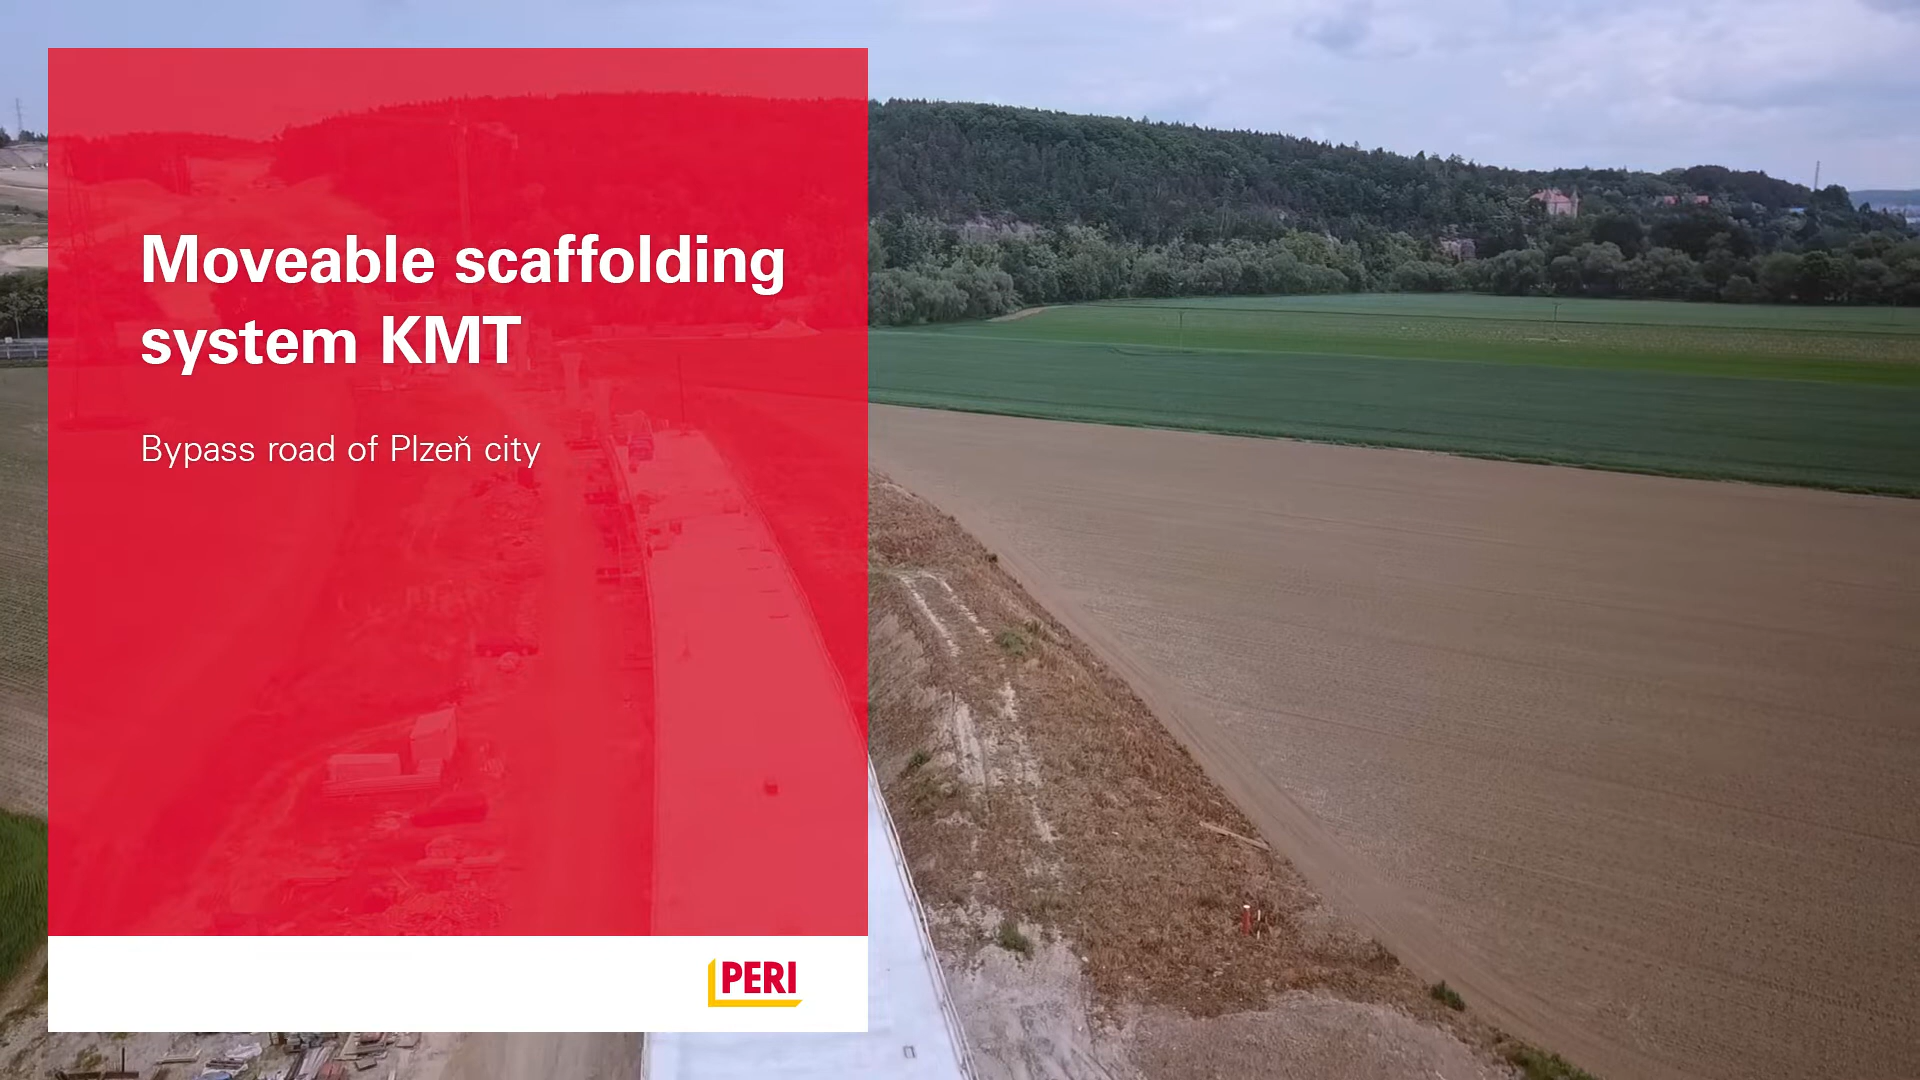 Moveable scaffolding
system KMT
Bypass road of Plzeň city
PERI